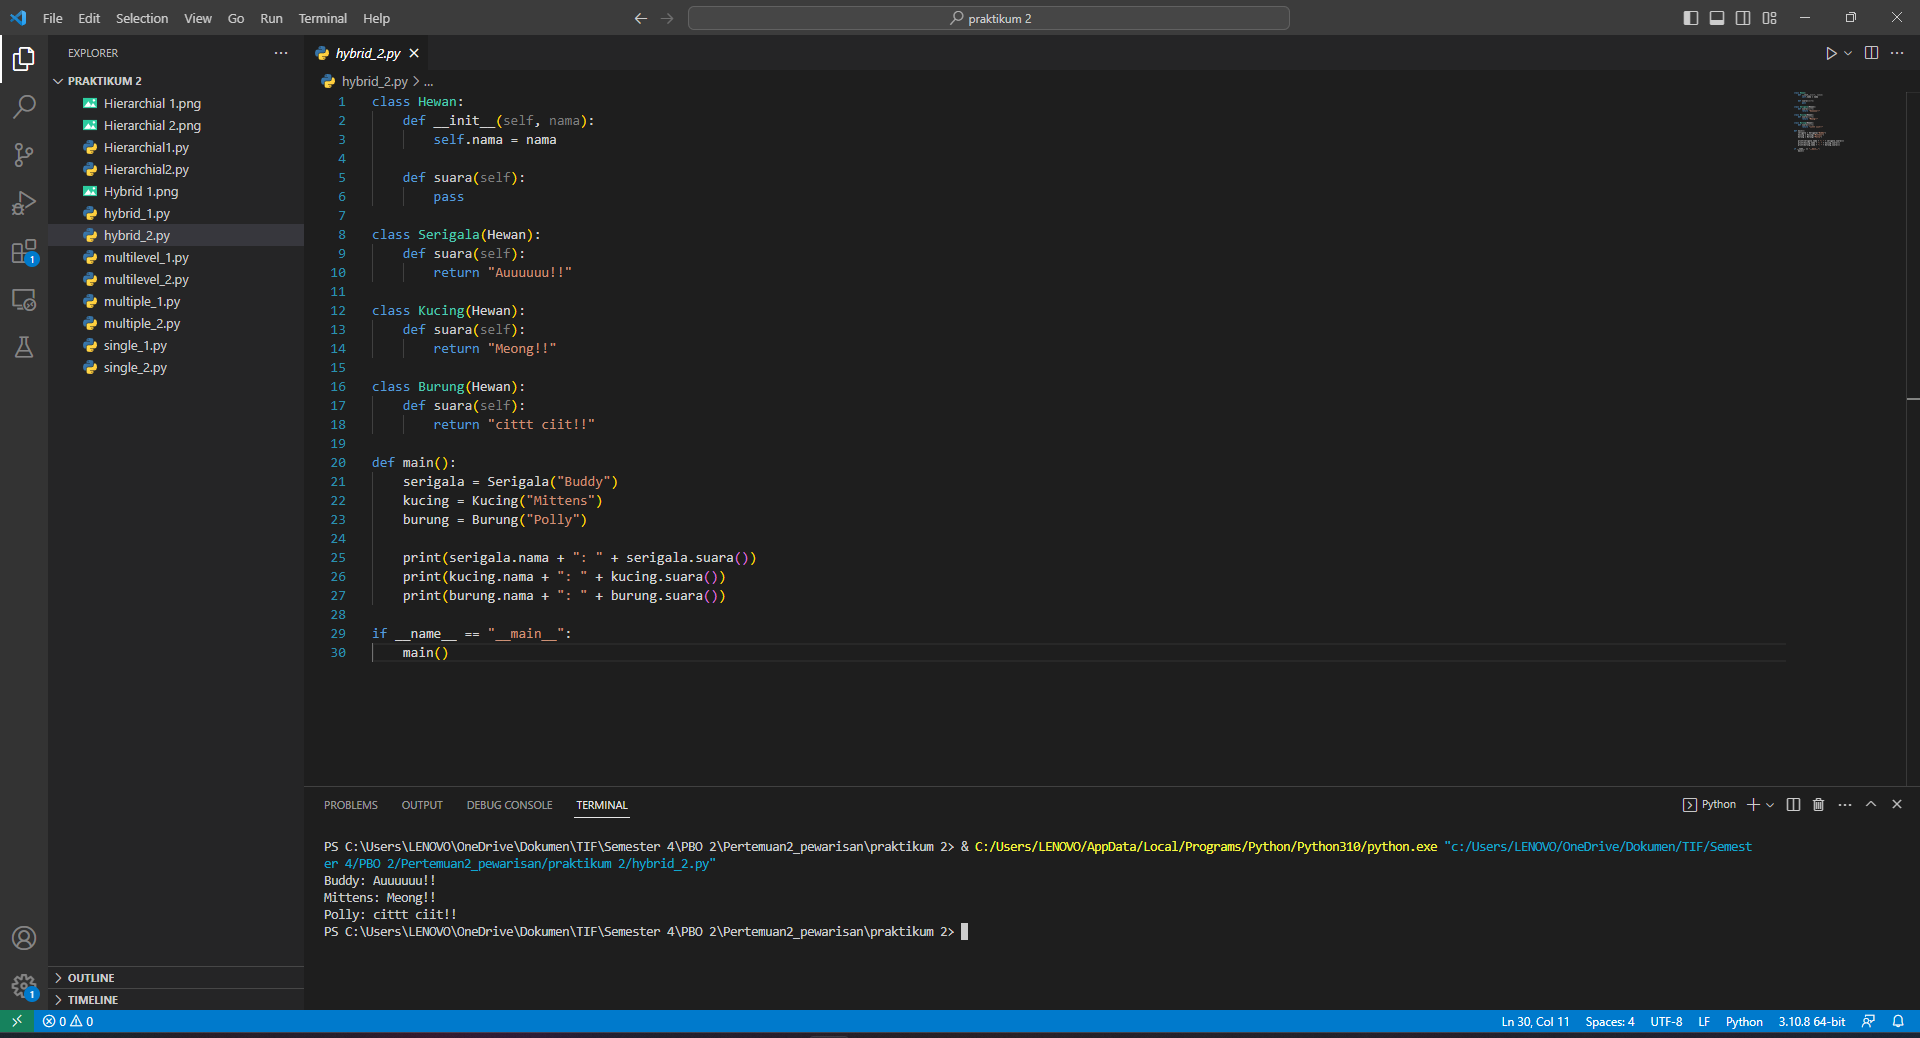 File Edit Selection View Go Run Terminal Help
praktikum 2
EXPLORER
PRAKTIKUM 2
Hierarchial 1.png
Hierarchial 2.png
Hierarchial1.py
Hierarchial2.py
Hybrid 1.png
hybrid_1.py
hybrid_2.py
multilevel_1.py
multilevel_2.py
multiple_1.py
multiple_2.py
single_1.py
single_2.py
OUTLINE
TIMELINE
1
1
hybrid_2.py
hybrid_2.py > ...
1 class Hewan:
2     def __init__(self, nama):
3         self.nama = nama
4
5     def suara(self):
6         pass
7
8 class Serigala(Hewan):
9     def suara(self):
10         return "Auuuuuu!!"
11
12 class Kucing(Hewan):
13     def suara(self):
14         return "Meong!!"
15
16 class Burung(Hewan):
17     def suara(self):
18         return "cittt ciit!!"
19
20 def main():
21     serigala = Serigala("Buddy")
22     kucing = Kucing("Mittens")
23     burung = Burung("Polly")
24
25     print(serigala.nama + ": " + serigala.suara())
26     print(kucing.nama + ": " + kucing.suara())
27     print(burung.nama + ": " + burung.suara())
28
29 if __name__ == "__main__":
30     main()
PROBLEMS OUTPUT DEBUG CONSOLE TERMINAL
Python
PS C:\Users\LENOVO\OneDrive\Dokumen\TIF\Semester 4\PBO 2\Pertemuan2_pewarisan\praktikum 2> & C:/Users/LENOVO/AppData/Local/Programs/Python/Python310/python.exe "c:/Users/LENOVO/OneDrive/Dokumen/TIF/Semest
er 4/PBO 2/Pertemuan2_pewarisan/praktikum 2/hybrid_2.py"
Buddy: Auuuuuu!!
Mittens: Meong!!
Polly: cittt ciit!!
PS C:\Users\LENOVO\OneDrive\Dokumen\TIF\Semester 4\PBO 2\Pertemuan2_pewarisan\praktikum 2>
0 0
Ln 30, Col 11 Spaces: 4 UTF-8 LF Python 3.10.8 64-bit